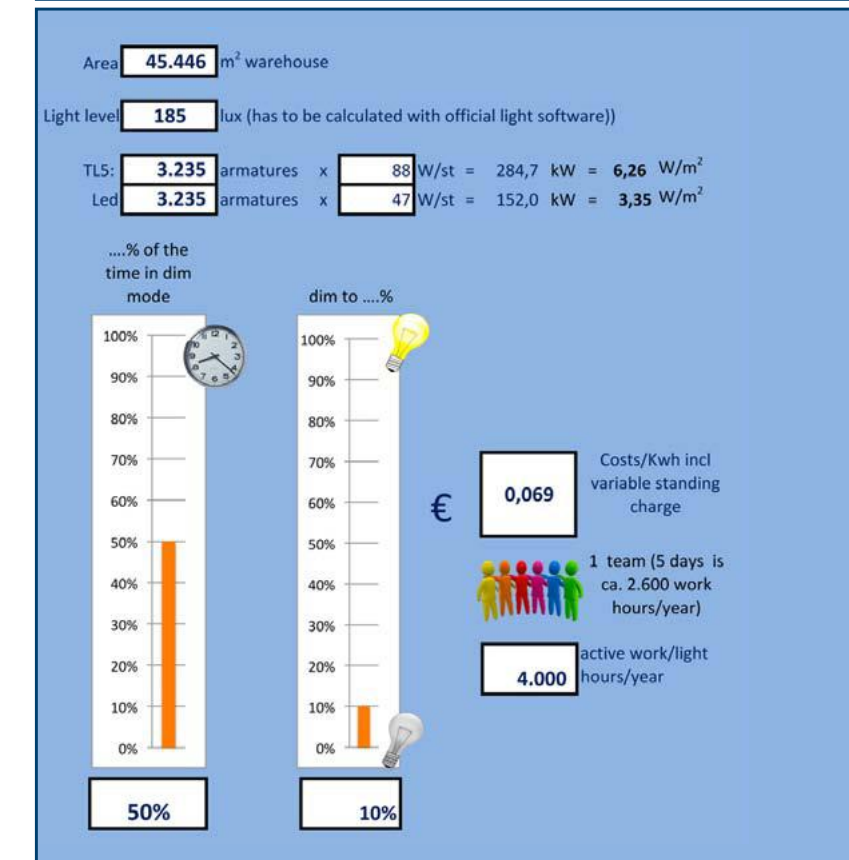 Area 45.446 m² warehouse
Light level 185 lux (has to be calculated with official light software))
TL5: 3.235 armatures x 88 W/st = 284,7 kW = 6,26 W/m²
Led 3.235 armatures x 47 W/st = 152,0 kW = 3,35 W/m²
....% of the
time in dim
mode
100%
90%
80%
70%
60%
50%
40%
30%
20%
10%
0%
50%
dim to ....%
100%
90%
80%
70%
60%
50%
40%
30%
20%
10%
0%
10%
€ 0,069
Costs/Kwh incl
variable standing
charge
1 team (5 days is
ca. 2.600 work
hours/year)
4.000
active work/light
hours/year